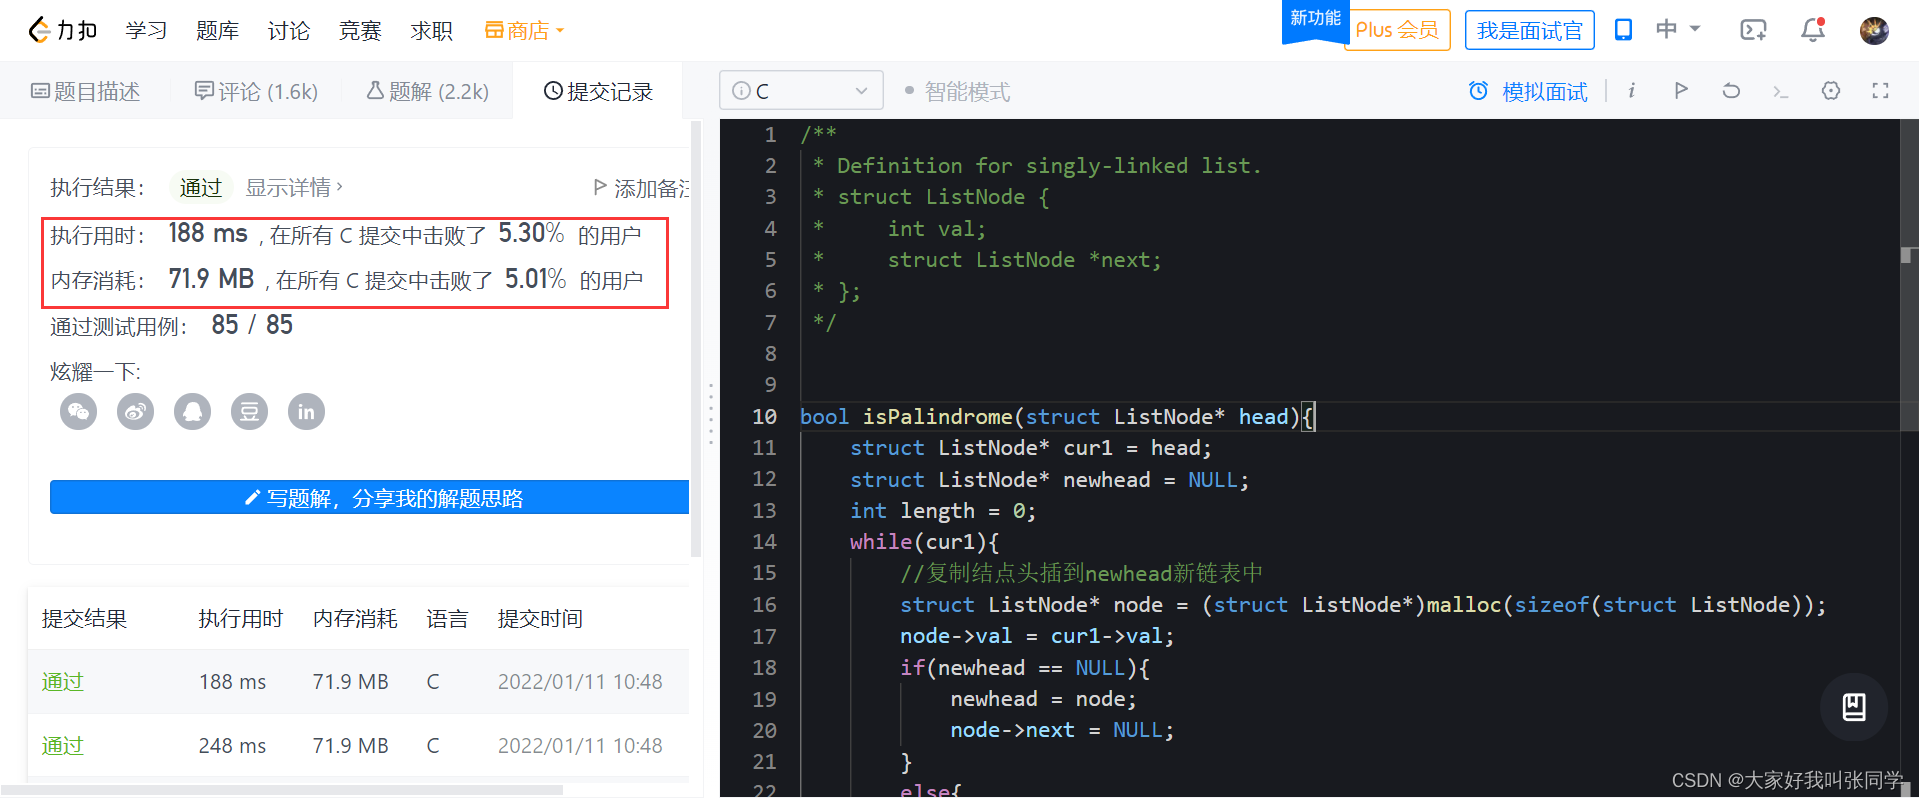 力扣 学习 题库 讨论 竞赛 求职 商店 新功能 Plus 会员 我是面试官 中
题目描述 评论 (1.6k) 题解 (2.2k) 提交记录
执行结果： 通过 显示详情 ›
添加备注
执行用时： 188 ms , 在所有 C 提交中击败了 5.30% 的用户
内存消耗： 71.9 MB , 在所有 C 提交中击败了 5.01% 的用户
通过测试用例： 85 / 85
炫耀一下:
豆 in
写题解，分享我的解题思路
提交结果 执行用时 内存消耗 语言 提交时间
通过 188 ms 71.9 MB C 2022/01/11 10:48
通过 248 ms 71.9 MB C 2022/01/11 10:48
C 智能模式 模拟面试 i
1 /**
2  * Definition for singly-linked list.
3  * struct ListNode {
4  *     int val;
5  *     struct ListNode *next;
6  * };
7  */
8
9
10 bool isPalindrome(struct ListNode* head){
11     struct ListNode* cur1 = head;
12     struct ListNode* newhead = NULL;
13     int length = 0;
14     while(cur1){
15         //复制结点头插到newhead新链表中
16         struct ListNode* node = (struct ListNode*)malloc(sizeof(struct ListNode));
17         node->val = cur1->val;
18         if(newhead == NULL){
19             newhead = node;
20             node->next = NULL;
21         }
22         else{
CSDN @大家好我叫张同学